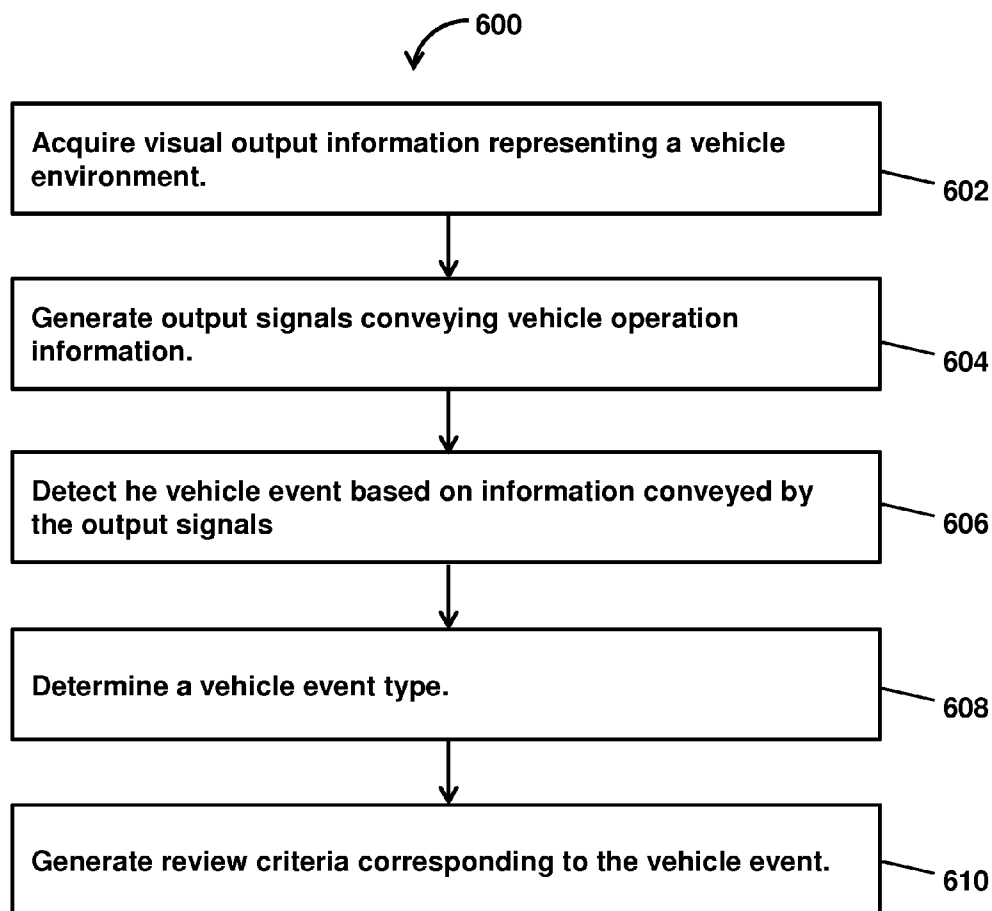 600
Acquire visual output information representing a vehicle
environment.
602
Generate output signals conveying vehicle operation
information.
604
Detect he vehicle event based on information conveyed by
the output signals
606
Determine a vehicle event type.
608
Generate review criteria corresponding to the vehicle event.
610